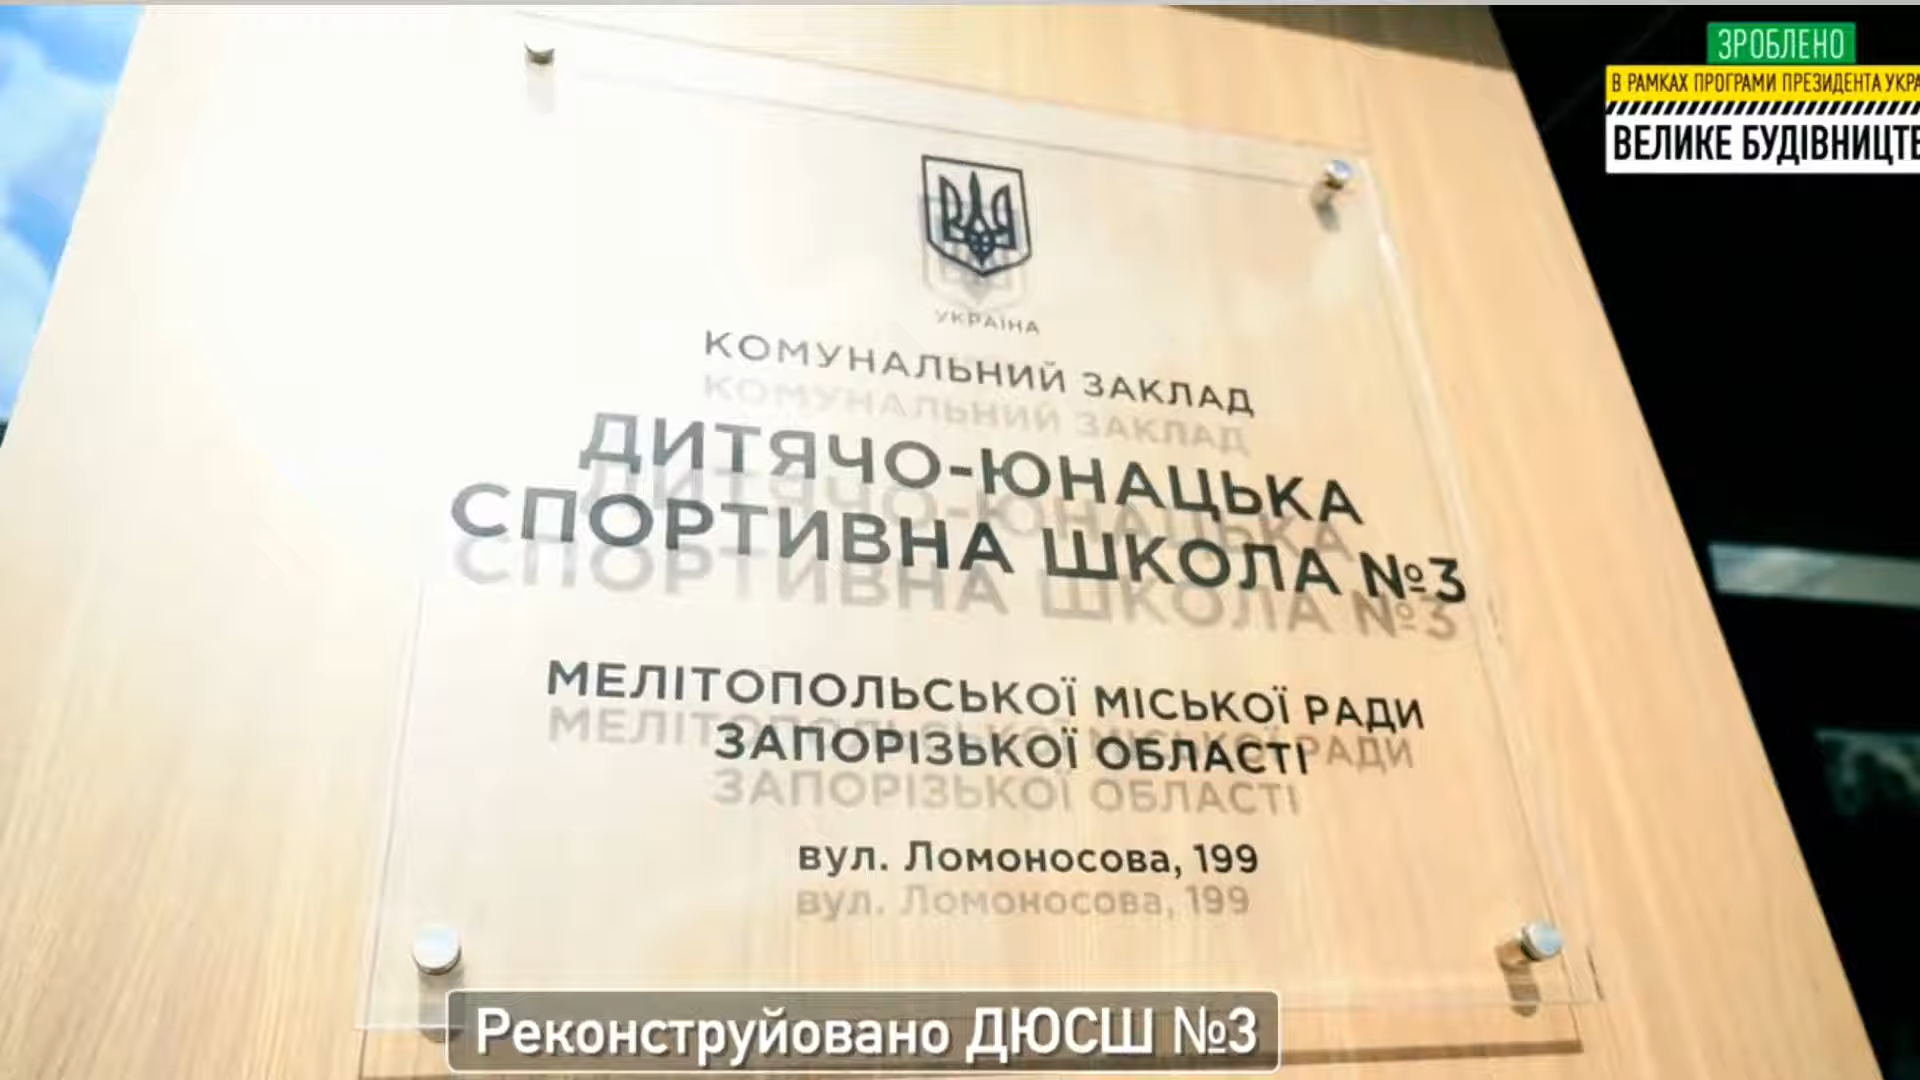 ЗРОБЛЕНО
В РАМКАХ ПРОГРАМИ ПРЕЗИДЕНТА
ВЕЛИКЕ
УКРАЇНА
КОМУНАЛЬНИЙ ЗАКЛАД
ДИТЯЧО-ЮНАЦЬКА
СПОРТИВНА ШКОЛА №3
МЕЛІТОПОЛЬСЬКОЇ МІСЬКОЇ РАДИ
ЗАПОРІЗЬКОЇ ОБЛАСТІ
вул. Ломоносова, 199
Реконструйовано ДЮСШ №3